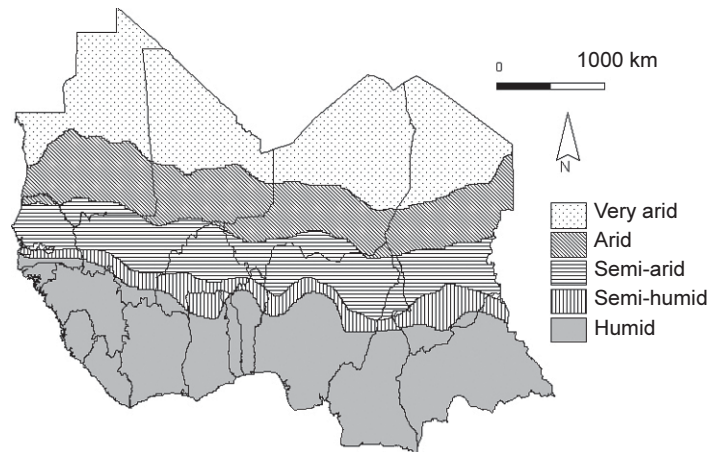 0 1000 km
N
Very arid
Arid
Semi-arid
Semi-humid
Humid